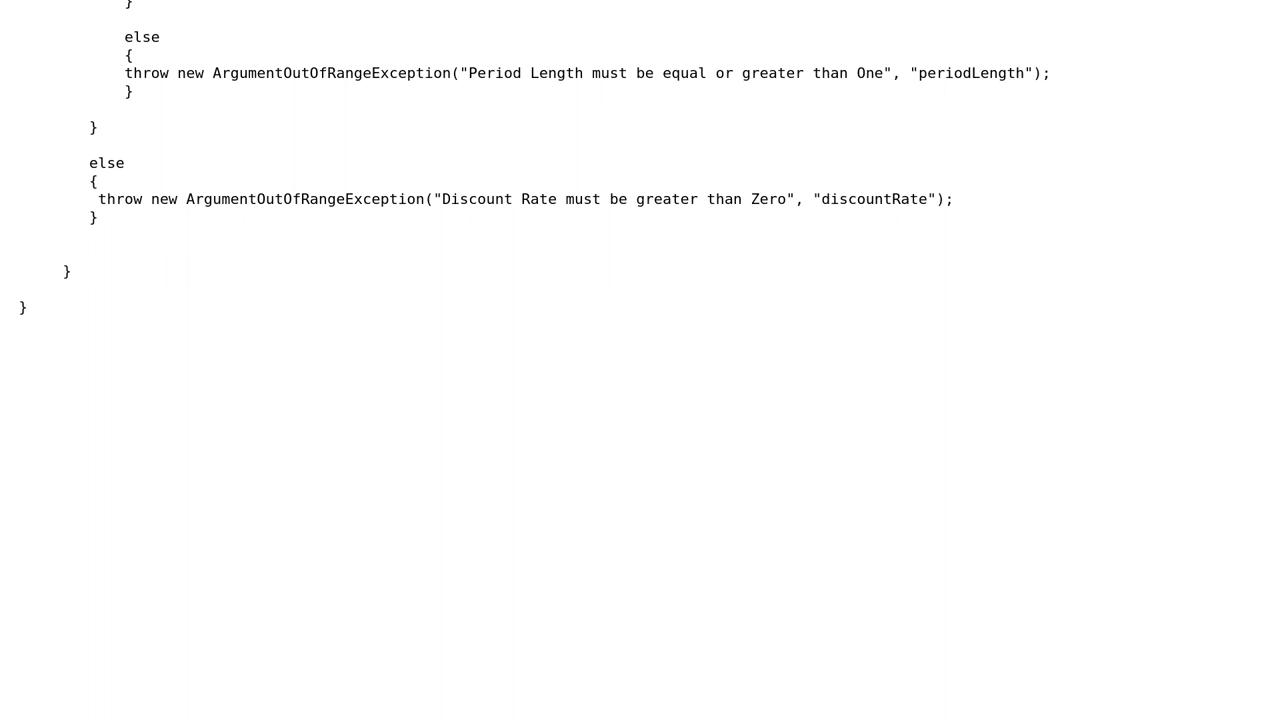 }
else
{
throw new ArgumentOutOfRangeException("Period Length must be equal or greater than One", "periodLength");
}
}
else
{
throw new ArgumentOutOfRangeException("Discount Rate must be greater than Zero", "discountRate");
}
}
}